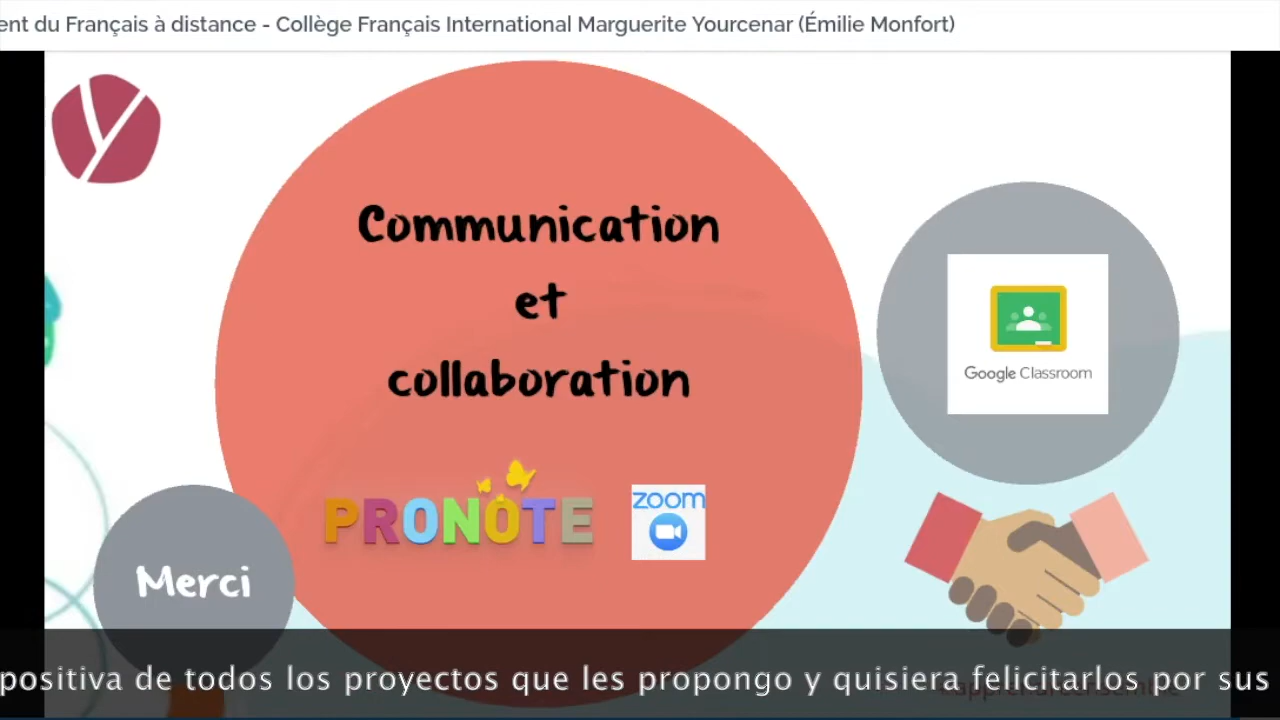 ent du Français à distance - Collège Français International Marguerite Yourcenar (Émilie Monfort)
Communication
et
collaboration
Google Classroom
PRONOTE
zoom
Merci
positiva de todos los proyectos que les propongo y quisiera felicitarlos por sus